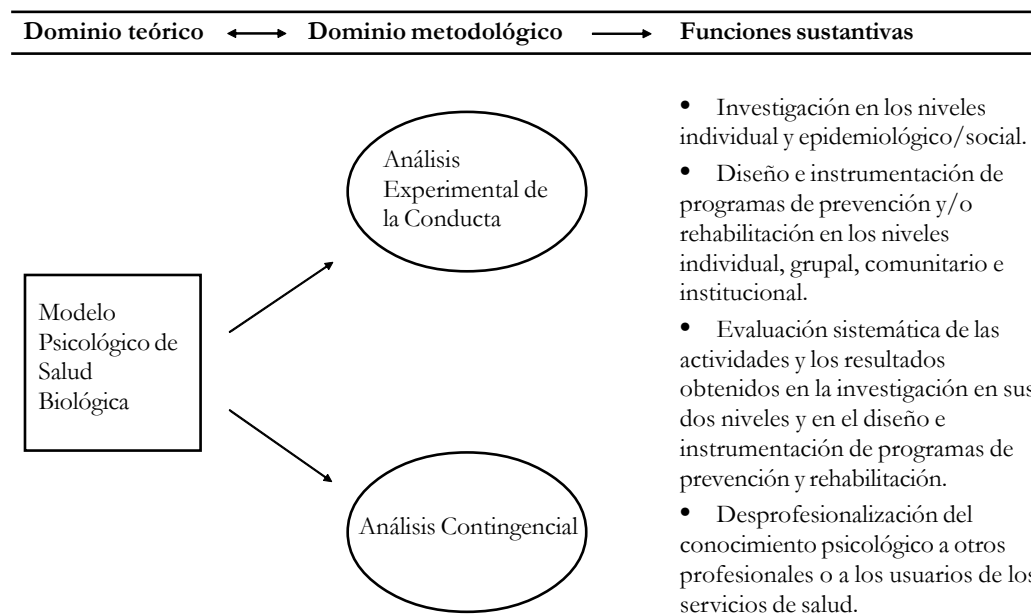 Dominio teórico Dominio metodológico Funciones sustantivas
Modelo
Psicológico de
Salud
Biológica
Análisis
Experimental de
la Conducta
Análisis Contingencial
• Investigación en los niveles
individual y epidemiológico/social.
• Diseño e instrumentación de
programas de prevención y/o
rehabilitación en los niveles
individual, grupal, comunitario e
institucional.
• Evaluación sistemática de las
actividades y los resultados
obtenidos en la investigación en sus
dos niveles y en el diseño e
instrumentación de programas de
prevención y rehabilitación.
• Desprofesionalización del
conocimiento psicológico a otros
profesionales o a los usuarios de los
servicios de salud.